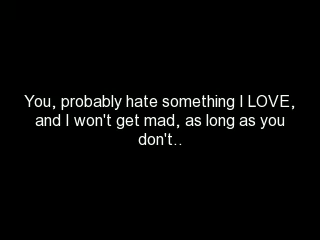 You, probably hate something I LOVE,
and I won't get mad, as long as you
don't..